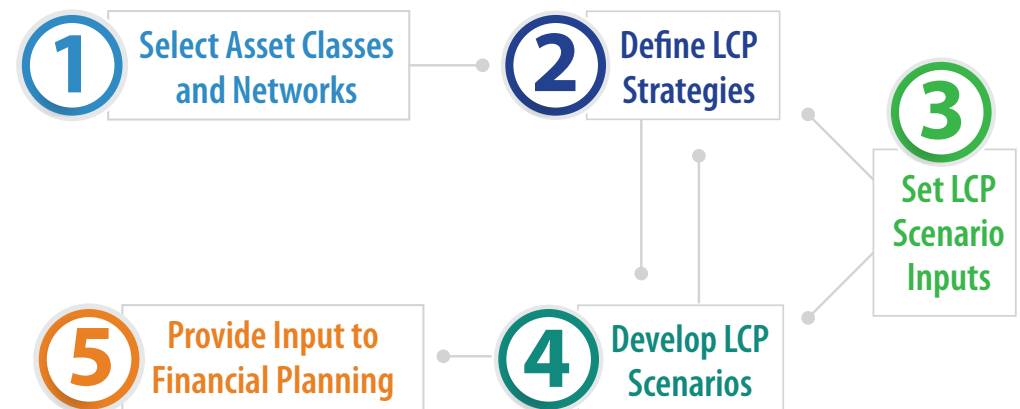 1
Select Asset Classes
and Networks
2
Define LCP
Strategies
3
Set LCP
Scenario
Inputs
4
Develop LCP
Scenarios
5
Provide Input to
Financial Planning